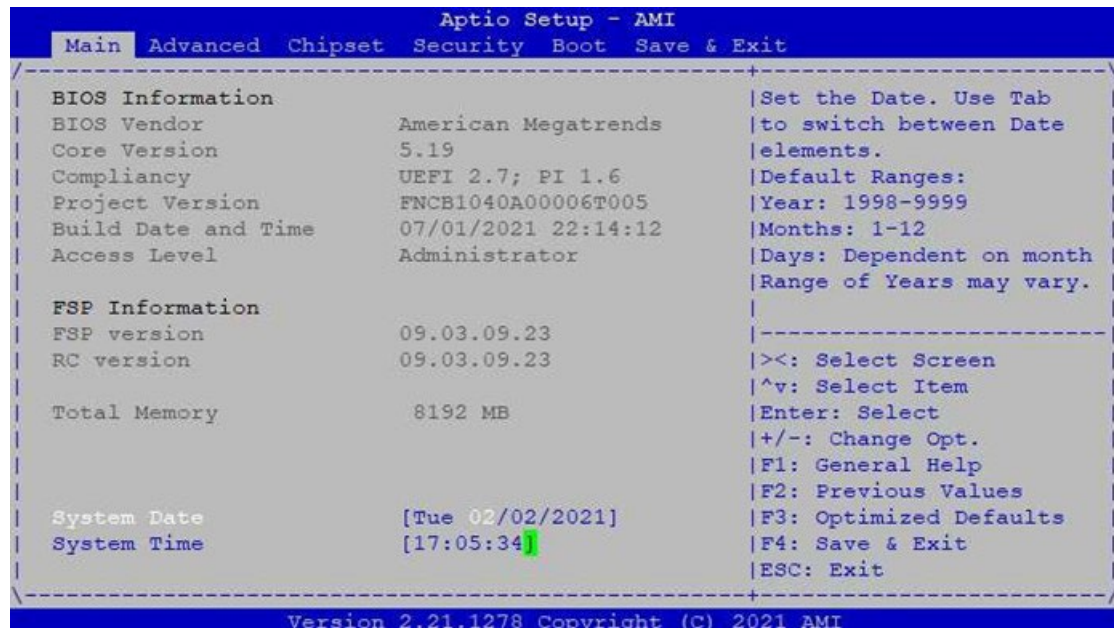 Aptio Setup - AMI
Main Advanced Chipset Security Boot Save & Exit
BIOS Information
BIOS Vendor American Megatrends
Core Version 5.19
Compliancy UEFI 2.7; PI 1.6
Project Version FNCB1040A00006T005
Build Date and Time 07/01/2021 22:14:12
Access Level Administrator
FSP Information
FSP version 09.03.09.23
RC version 09.03.09.23
Total Memory 8192 MB
System Date [Tue 02/02/2021]
System Time [17:05:34]
Set the Date. Use Tab
to switch between Date
elements.
Default Ranges:
Year: 1998-9999
Months: 1-12
Days: Dependent on month
Range of Years may vary.
><: Select Screen
^v: Select Item
Enter: Select
+/-: Change Opt.
F1: General Help
F2: Previous Values
F3: Optimized Defaults
F4: Save & Exit
ESC: Exit
Version 2.21.1278 Copyright (C) 2021 AMI